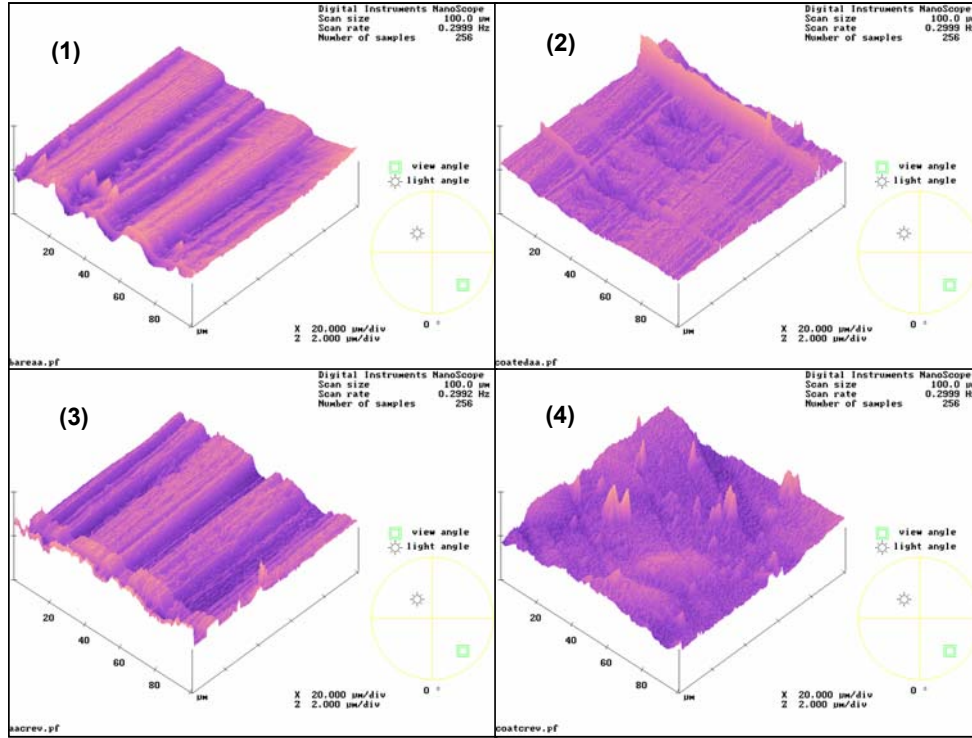 Digital Instruments NanoScope
Scan size 100.0 µm
Scan rate 0.2999 Hz
Number of samples 256
(1)
view angle
light angle
20
40
60
80
µm
X 20.000 µm/div
Z 2.000 µm/div
0 °
bareaa.pf
Digital Instruments NanoScope
Scan size 100.0 µm
Scan rate 0.2999 Hz
Number of samples 256
(2)
view angle
light angle
20
40
60
80
µm
X 20.000 µm/div
Z 2.000 µm/div
0 °
coatedaa.pf
Digital Instruments NanoScope
Scan size 100.0 µm
Scan rate 0.2992 Hz
Number of samples 256
(3)
view angle
light angle
20
40
60
80
µm
X 20.000 µm/div
Z 2.000 µm/div
0 °
aacrev.pf
Digital Instruments NanoScope
Scan size 100.0 µm
Scan rate 0.2999 Hz
Number of samples 256
(4)
view angle
light angle
20
40
60
80
µm
X 20.000 µm/div
Z 2.000 µm/div
0 °
coatcrev.pf